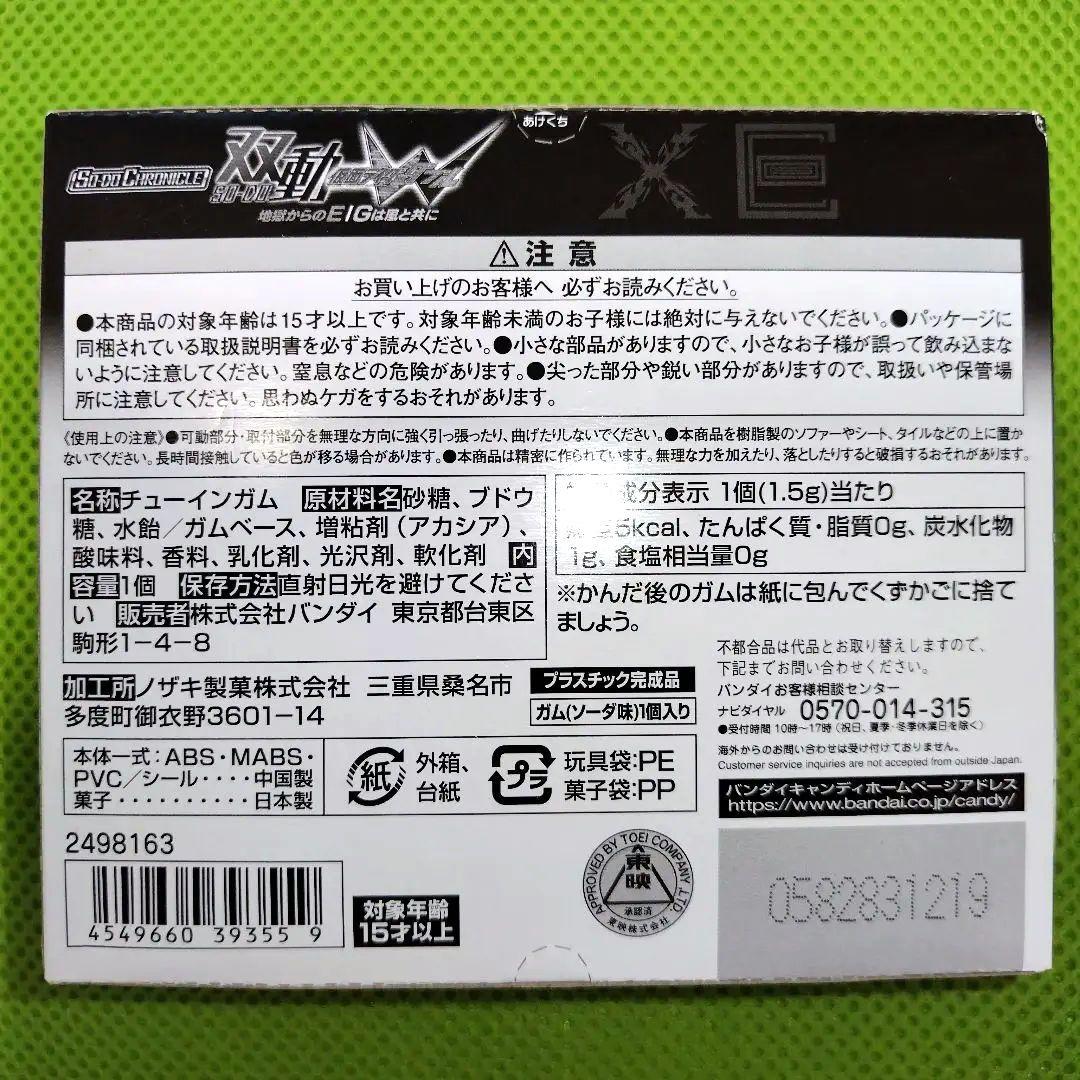 あけくち
SO-DO CHRONICLE
双動
SO-DO
仮面ライダーダブル
地獄からのEIGは風と共に
XE
⚠注意
お買い上げのお客様へ 必ずお読みください。
●本商品の対象年齢は15才以上です。対象年齢未満のお子様には絶対に与えないでください。●パッケージに
同梱されている取扱説明書を必ずお読みください。●小さな部品がありますので、小さなお子様が誤って飲み込まな
いように注意してください。窒息などの危険があります。●尖った部分や鋭い部分がありますので、取扱いや保管場
所に注意してください。思わぬケガをするおそれがあります。
《使用上の注意》●可動部分・取付部分を無理な方向に強く引っ張ったり、曲げたりしないでください。●本商品を樹脂製のソファーやシート、タイルなどの上に置か
ないでください。長時間接触していると色が移る場合があります。●本商品は精密に作られています。無理な力を加えたり、落としたりすると破損するおそれがあります。
名称チューインガム 原材料名砂糖、ブドウ
糖、水飴／ガムベース、増粘剤（アカシア）、
酸味料、香料、乳化剤、光沢剤、軟化剤 内
容量1個 保存方法直射日光を避けてくださ
い 販売者株式会社バンダイ 東京都台東区
駒形1-4-8
成分表示 1個(1.5g)当たり
5kcal、たんぱく質・脂質0g、炭水化物
1g、食塩相当量0g
※かんだ後のガムは紙に包んでくずかごに捨て
ましょう。
加工所ノザキ製菓株式会社 三重県桑名市
多度町御衣野3601-14
プラスチック完成品
ガム(ソーダ味)1個入り
不都合品は代品とお取り替えしますので、
下記までお問い合わせください。
バンダイお客様相談センター
ナビダイヤル 0570-014-315
●受付時間 10時〜17時（祝日、夏季・冬季休業日を除く）
海外からのお問い合わせは受け付けておりません。
Customer service inquiries are not accepted from outside Japan.
本体一式：ABS・MABS・
PVC／シール・・・・中国製
菓子・・・・・・・・・・日本製
紙
外箱、
台紙
プラ
玩具袋：PE
菓子袋：PP
バンダイキャンディホームページアドレス
https://www.bandai.co.jp/candy/
2498163
4549660 393559
対象年齢
15才以上
APPROVED BY TOEI COMPANY, LTD.
東映
承認済
東映株式会社
0582831219